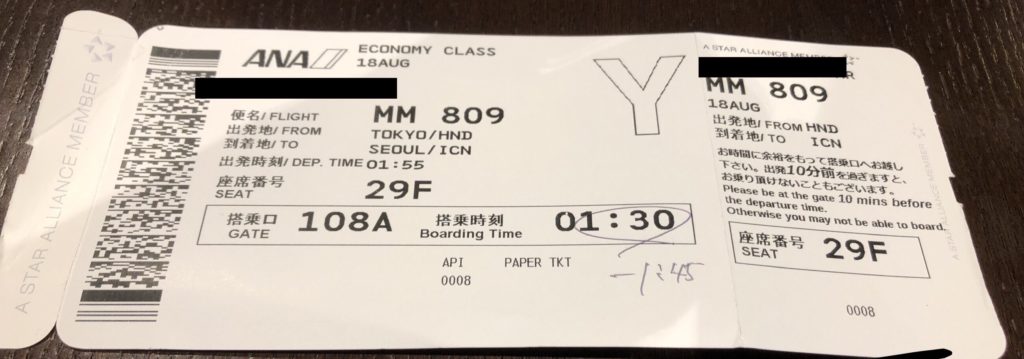 A STAR ALLIANCE MEMBER
ANA ECONOMY CLASS
18AUG
Y
便名/ FLIGHT MM 809
出発地/ FROM TOKYO/HND
到着地/ TO SEOUL/ICN
出発時刻/ DEP. TIME 01:55
座席番号
SEAT 29F
搭乗口
GATE 108A
搭乗時刻
Boarding Time 01:30
API PAPER TKT
0008
-1:45
A STAR ALLIANCE MEMBER
MM 809
18AUG
出発地/ FROM HND
到着地/ TO ICN
お時間に余裕をもって搭乗口へお越し
下さい。出発10分前を過ぎますと、
お乗り頂けないこともございます。
Please be at the gate 10 mins before
the departure time.
Otherwise you may not be able to board.
座席番号
SEAT 29F
0008
A STAR ALLIANCE MEMBER